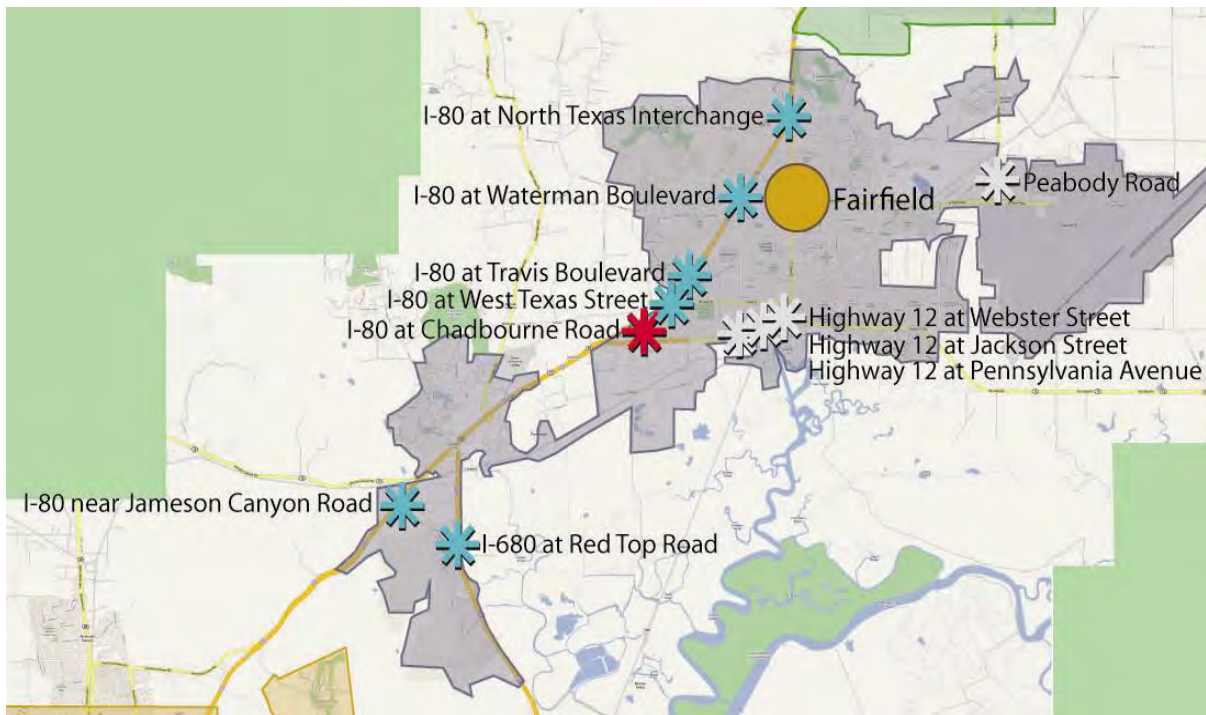 I-80 at North Texas Interchange
Peabody Road
I-80 at Waterman Boulevard
Fairfield
I-80 at Travis Boulevard
I-80 at West Texas Street
I-80 at Chadbourne Road
Highway 12 at Webster Street
Highway 12 at Jackson Street
Highway 12 at Pennsylvania Avenue
I-80 near Jameson Canyon Road
I-680 at Red Top Road